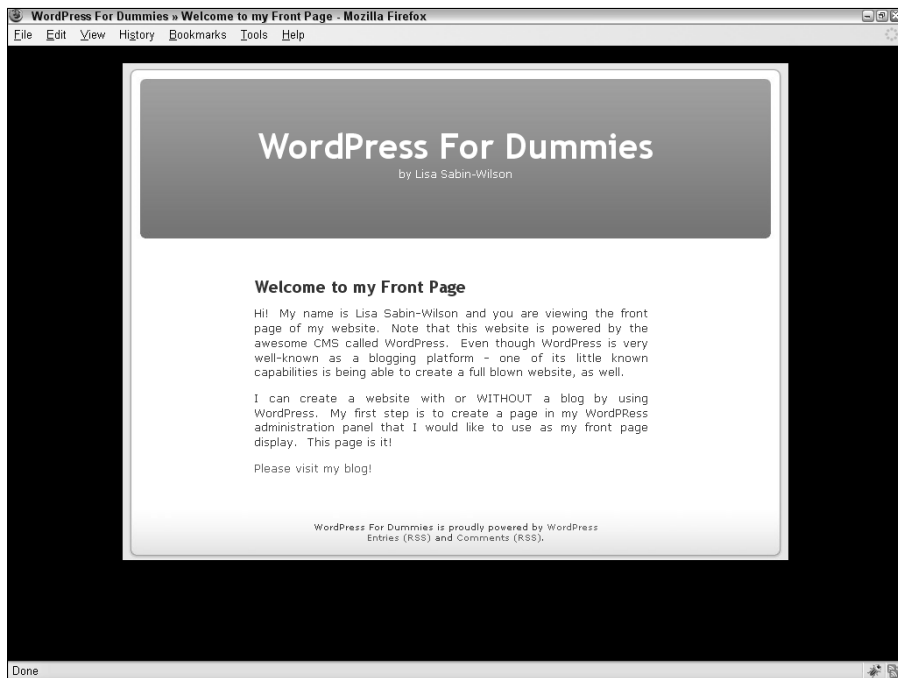 WordPress For Dummies » Welcome to my Front Page - Mozilla Firefox
File Edit View History Bookmarks Tools Help
WordPress For Dummies
by Lisa Sabin-Wilson
Welcome to my Front Page
Hi! My name is Lisa Sabin-Wilson and you are viewing the front
page of my website. Note that this website is powered by the
awesome CMS called WordPress. Even though WordPress is very
well-known as a blogging platform - one of its little known
capabilities is being able to create a full blown website, as well.
I can create a website with or WITHOUT a blog by using
WordPress. My first step is to create a page in my WordPRess
administration panel that I would like to use as my front page
display. This page is it!
Please visit my blog!
WordPress For Dummies is proudly powered by WordPress
Entries (RSS) and Comments (RSS).
Done